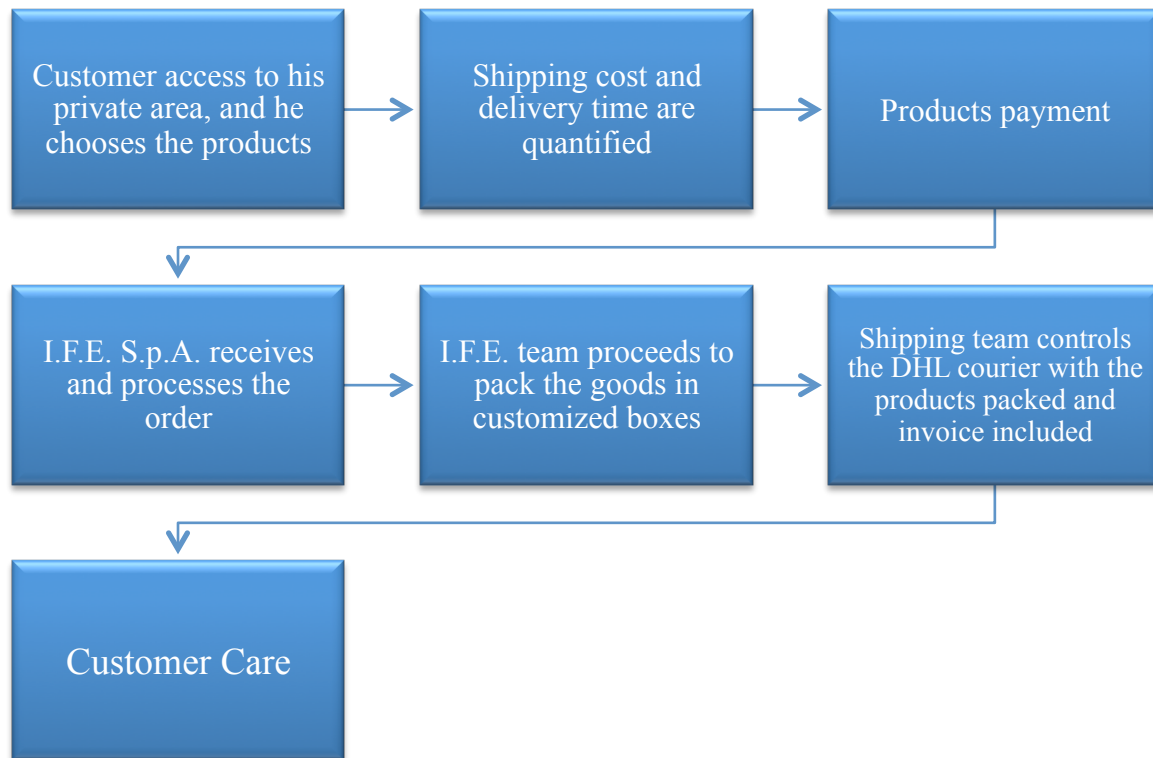 Customer access to his
private area, and he
chooses the products
Shipping cost and
delivery time are
quantified
Products payment
I.F.E. S.p.A. receives
and processes the
order
I.F.E. team proceeds to
pack the goods in
customized boxes
Shipping team controls
the DHL courier with the
products packed and
invoice included
Customer Care